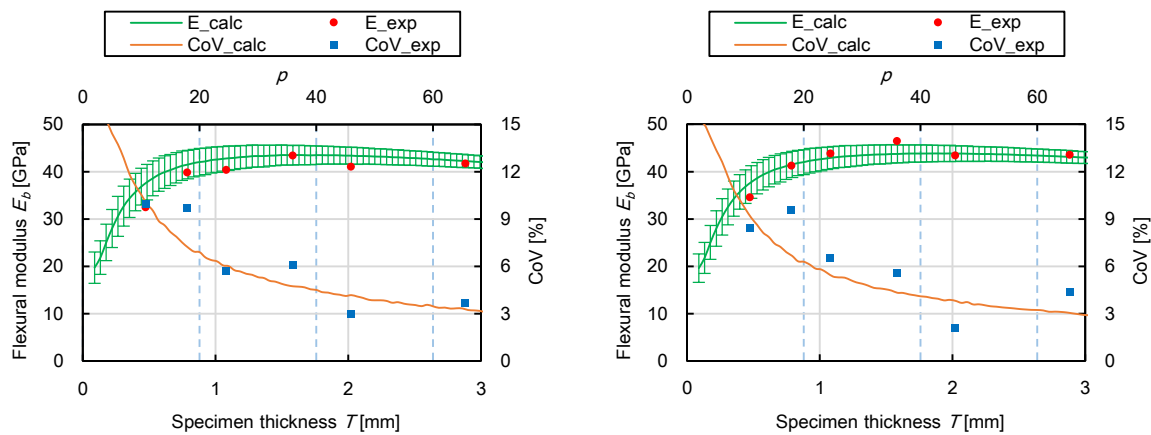 E_calc E_exp
CoV_calc CoV_exp
p
0 20 40 60
50 40 30 20 10 0
Flexural modulus E_b [GPa]
15 12 9 6 3 0
CoV [%]
0 1 2 3
Specimen thickness T [mm]
E_calc E_exp
CoV_calc CoV_exp
p
0 20 40 60
50 40 30 20 10 0
Flexural modulus E_b [GPa]
15 12 9 6 3 0
CoV [%]
0 1 2 3
Specimen thickness T [mm]